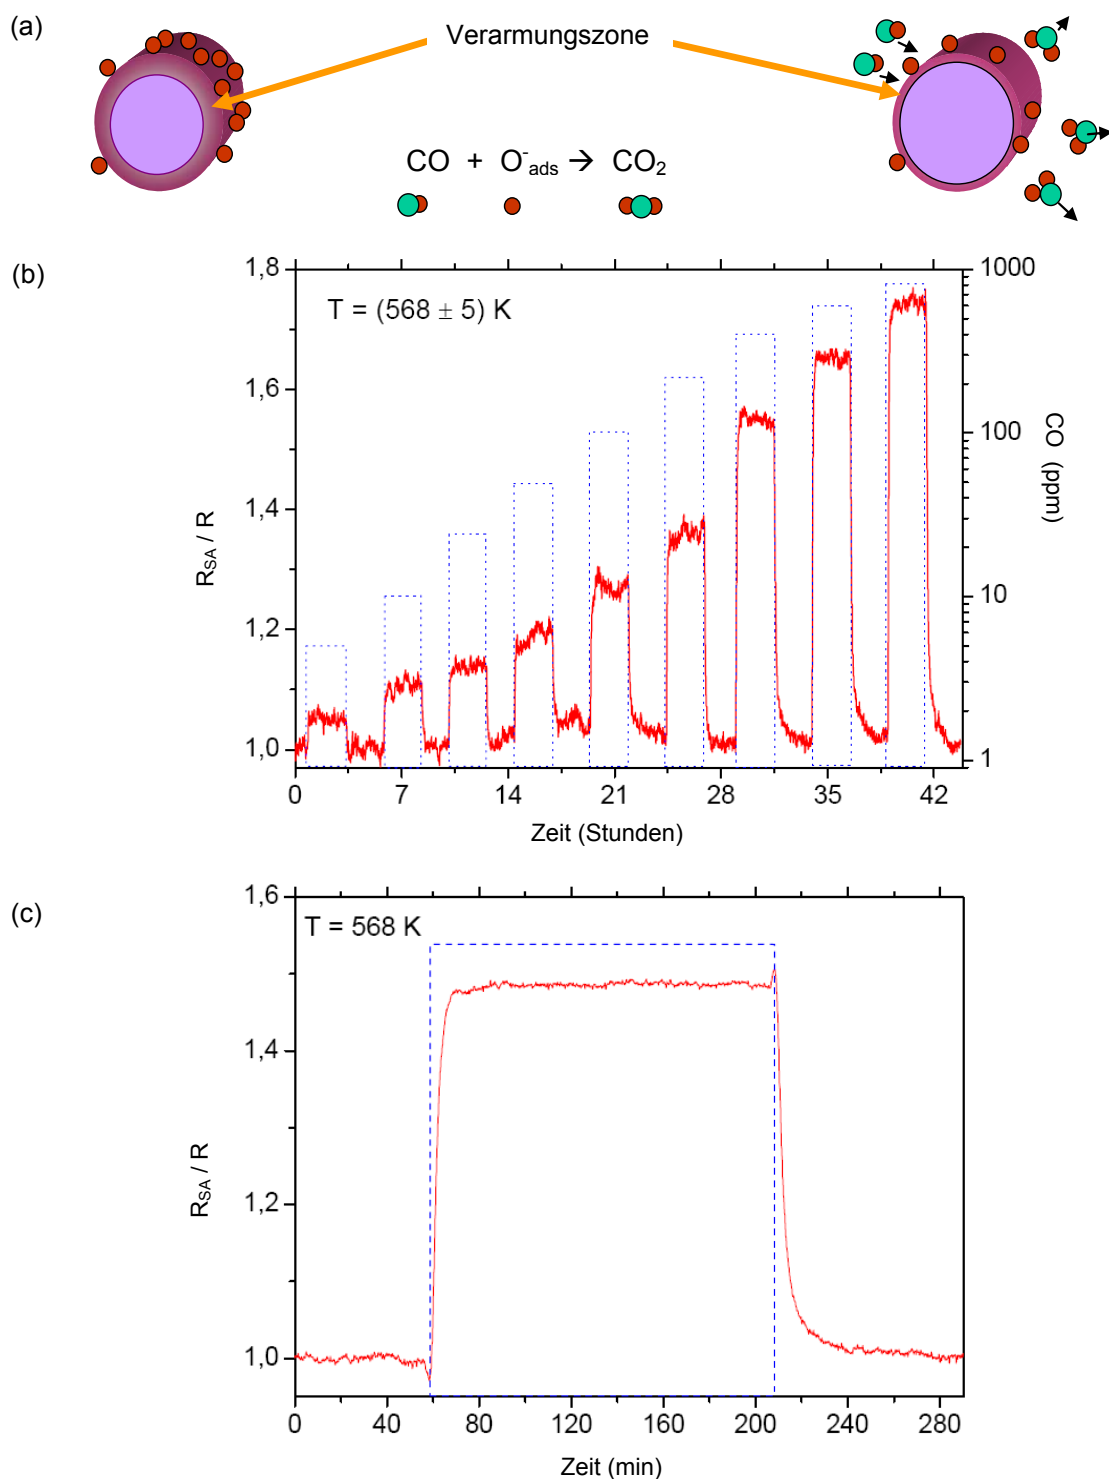 (a)
Verarmungszone
CO + O⁻ads → CO₂
(b)
T = (568 ± 5) K
1,8
1,6
1,4
1,2
1,0
R_SA / R
1000
100
10
1
CO (ppm)
0 7 14 21 28 35 42
Zeit (Stunden)
(c)
T = 568 K
1,6
1,4
1,2
1,0
R_SA / R
0 40 80 120 160 200 240 280
Zeit (min)